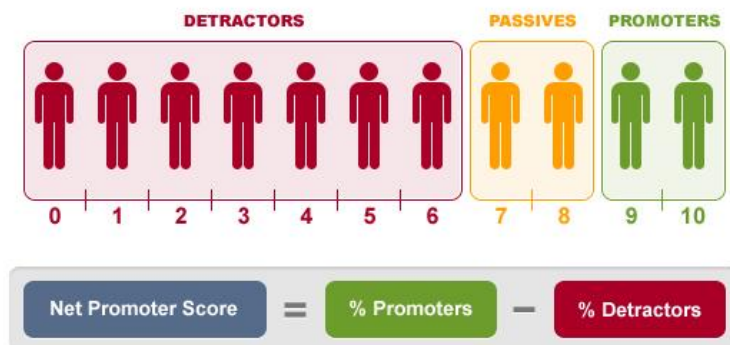 DETRACTORS PASSIVES PROMOTERS
0 1 2 3 4 5 6 7 8 9 10
Net Promoter Score = % Promoters − % Detractors